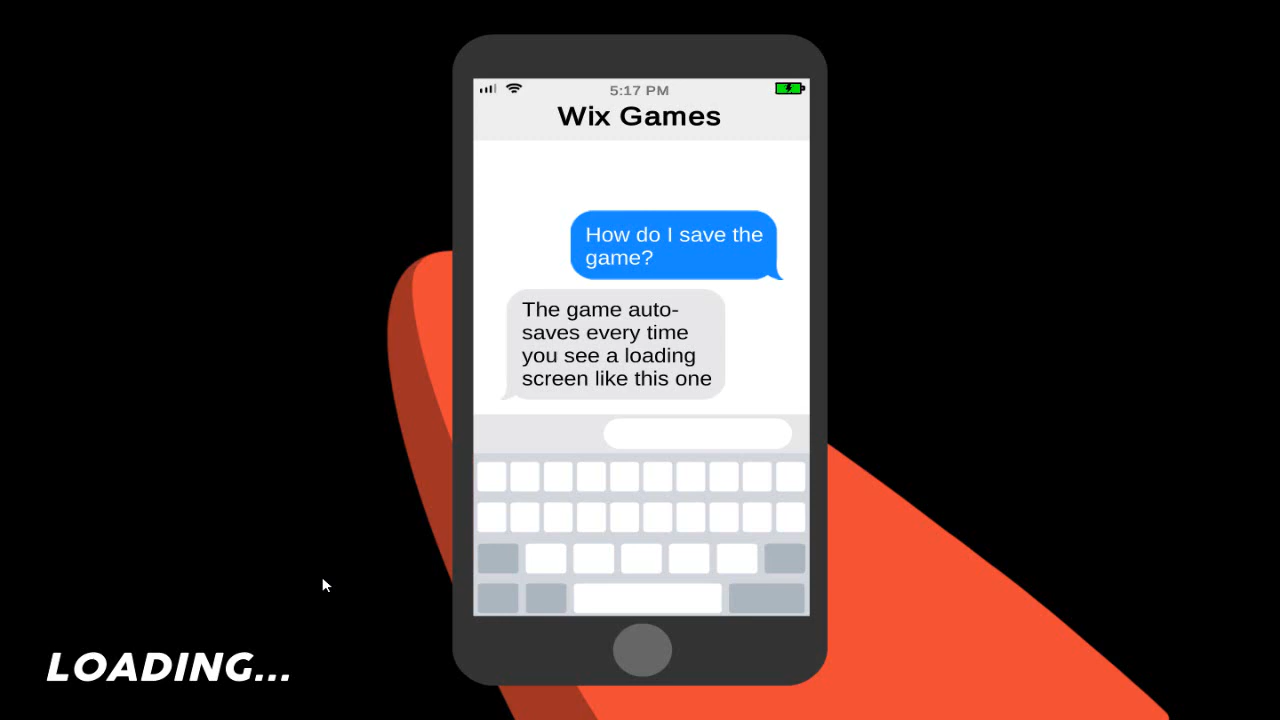 5:17 PM
Wix Games
How do I save the
game?
The game auto-
saves every time
you see a loading
screen like this one
LOADING...